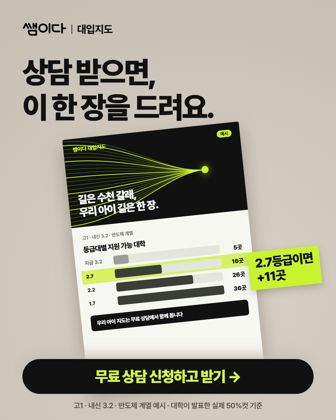 쌤이다 | 대입지도
상담 받으면,
이 한 장을 드려요.
쌤이다 대입지도
예시
길은 수천 갈래,
우리 아이 길은 한 장.
고1 · 내신 3.2 · 반도체 계열
등급대별 지원 가능 대학
지금 3.2 5곳
2.7 16곳
2.2 26곳
1.7 36곳
2.7등급이면
+11곳
우리 아이 지도는 무료 상담에서 함께 봅니다
무료 상담 신청하고 받기 →
고1 · 내신 3.2 · 반도체 계열 예시 · 대학이 발표한 실제 50%컷 기준